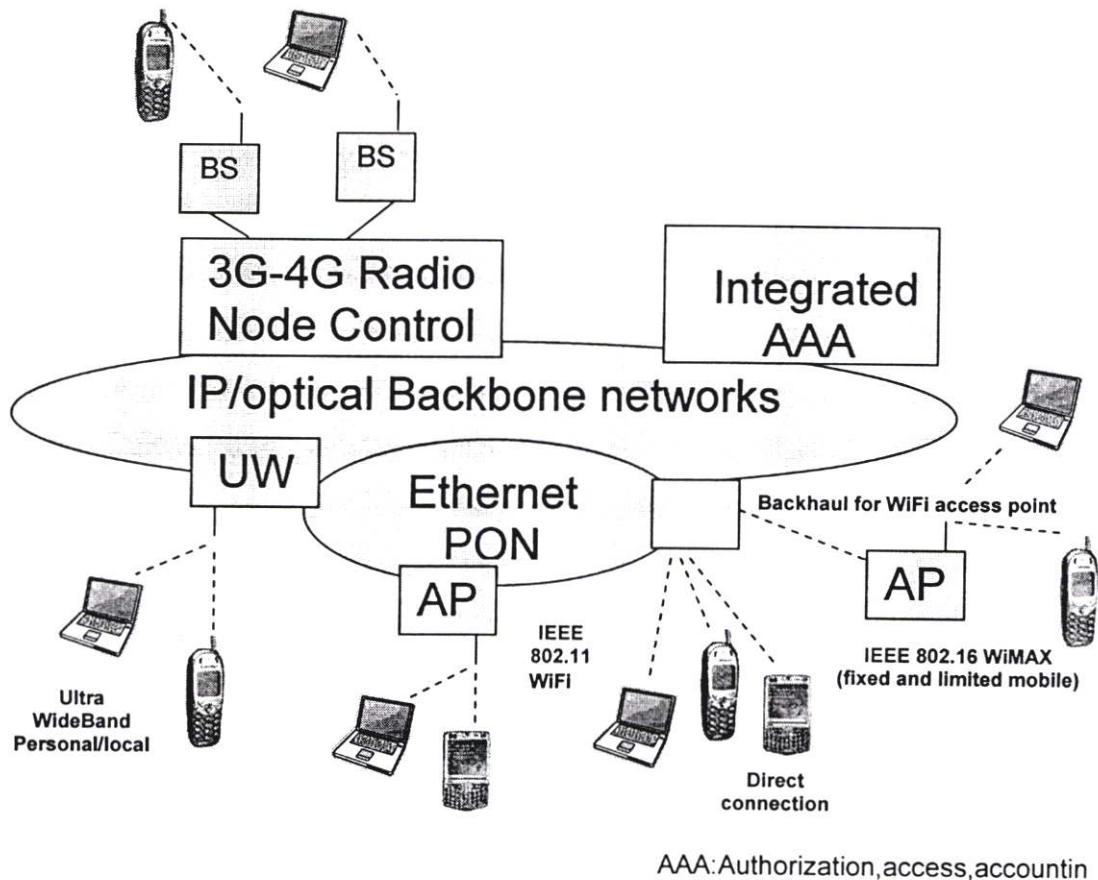 BS
BS
3G-4G Radio
Node Control
Integrated
AAA
IP/optical Backbone networks
UW
Ethernet
PON
Backhaul for WiFi access point
AP
AP
IEEE
802.11
WiFi
IEEE 802.16 WiMAX
(fixed and limited mobile)
Ultra
WideBand
Personal/local
Direct
connection
AAA:Authorization,access,accountin